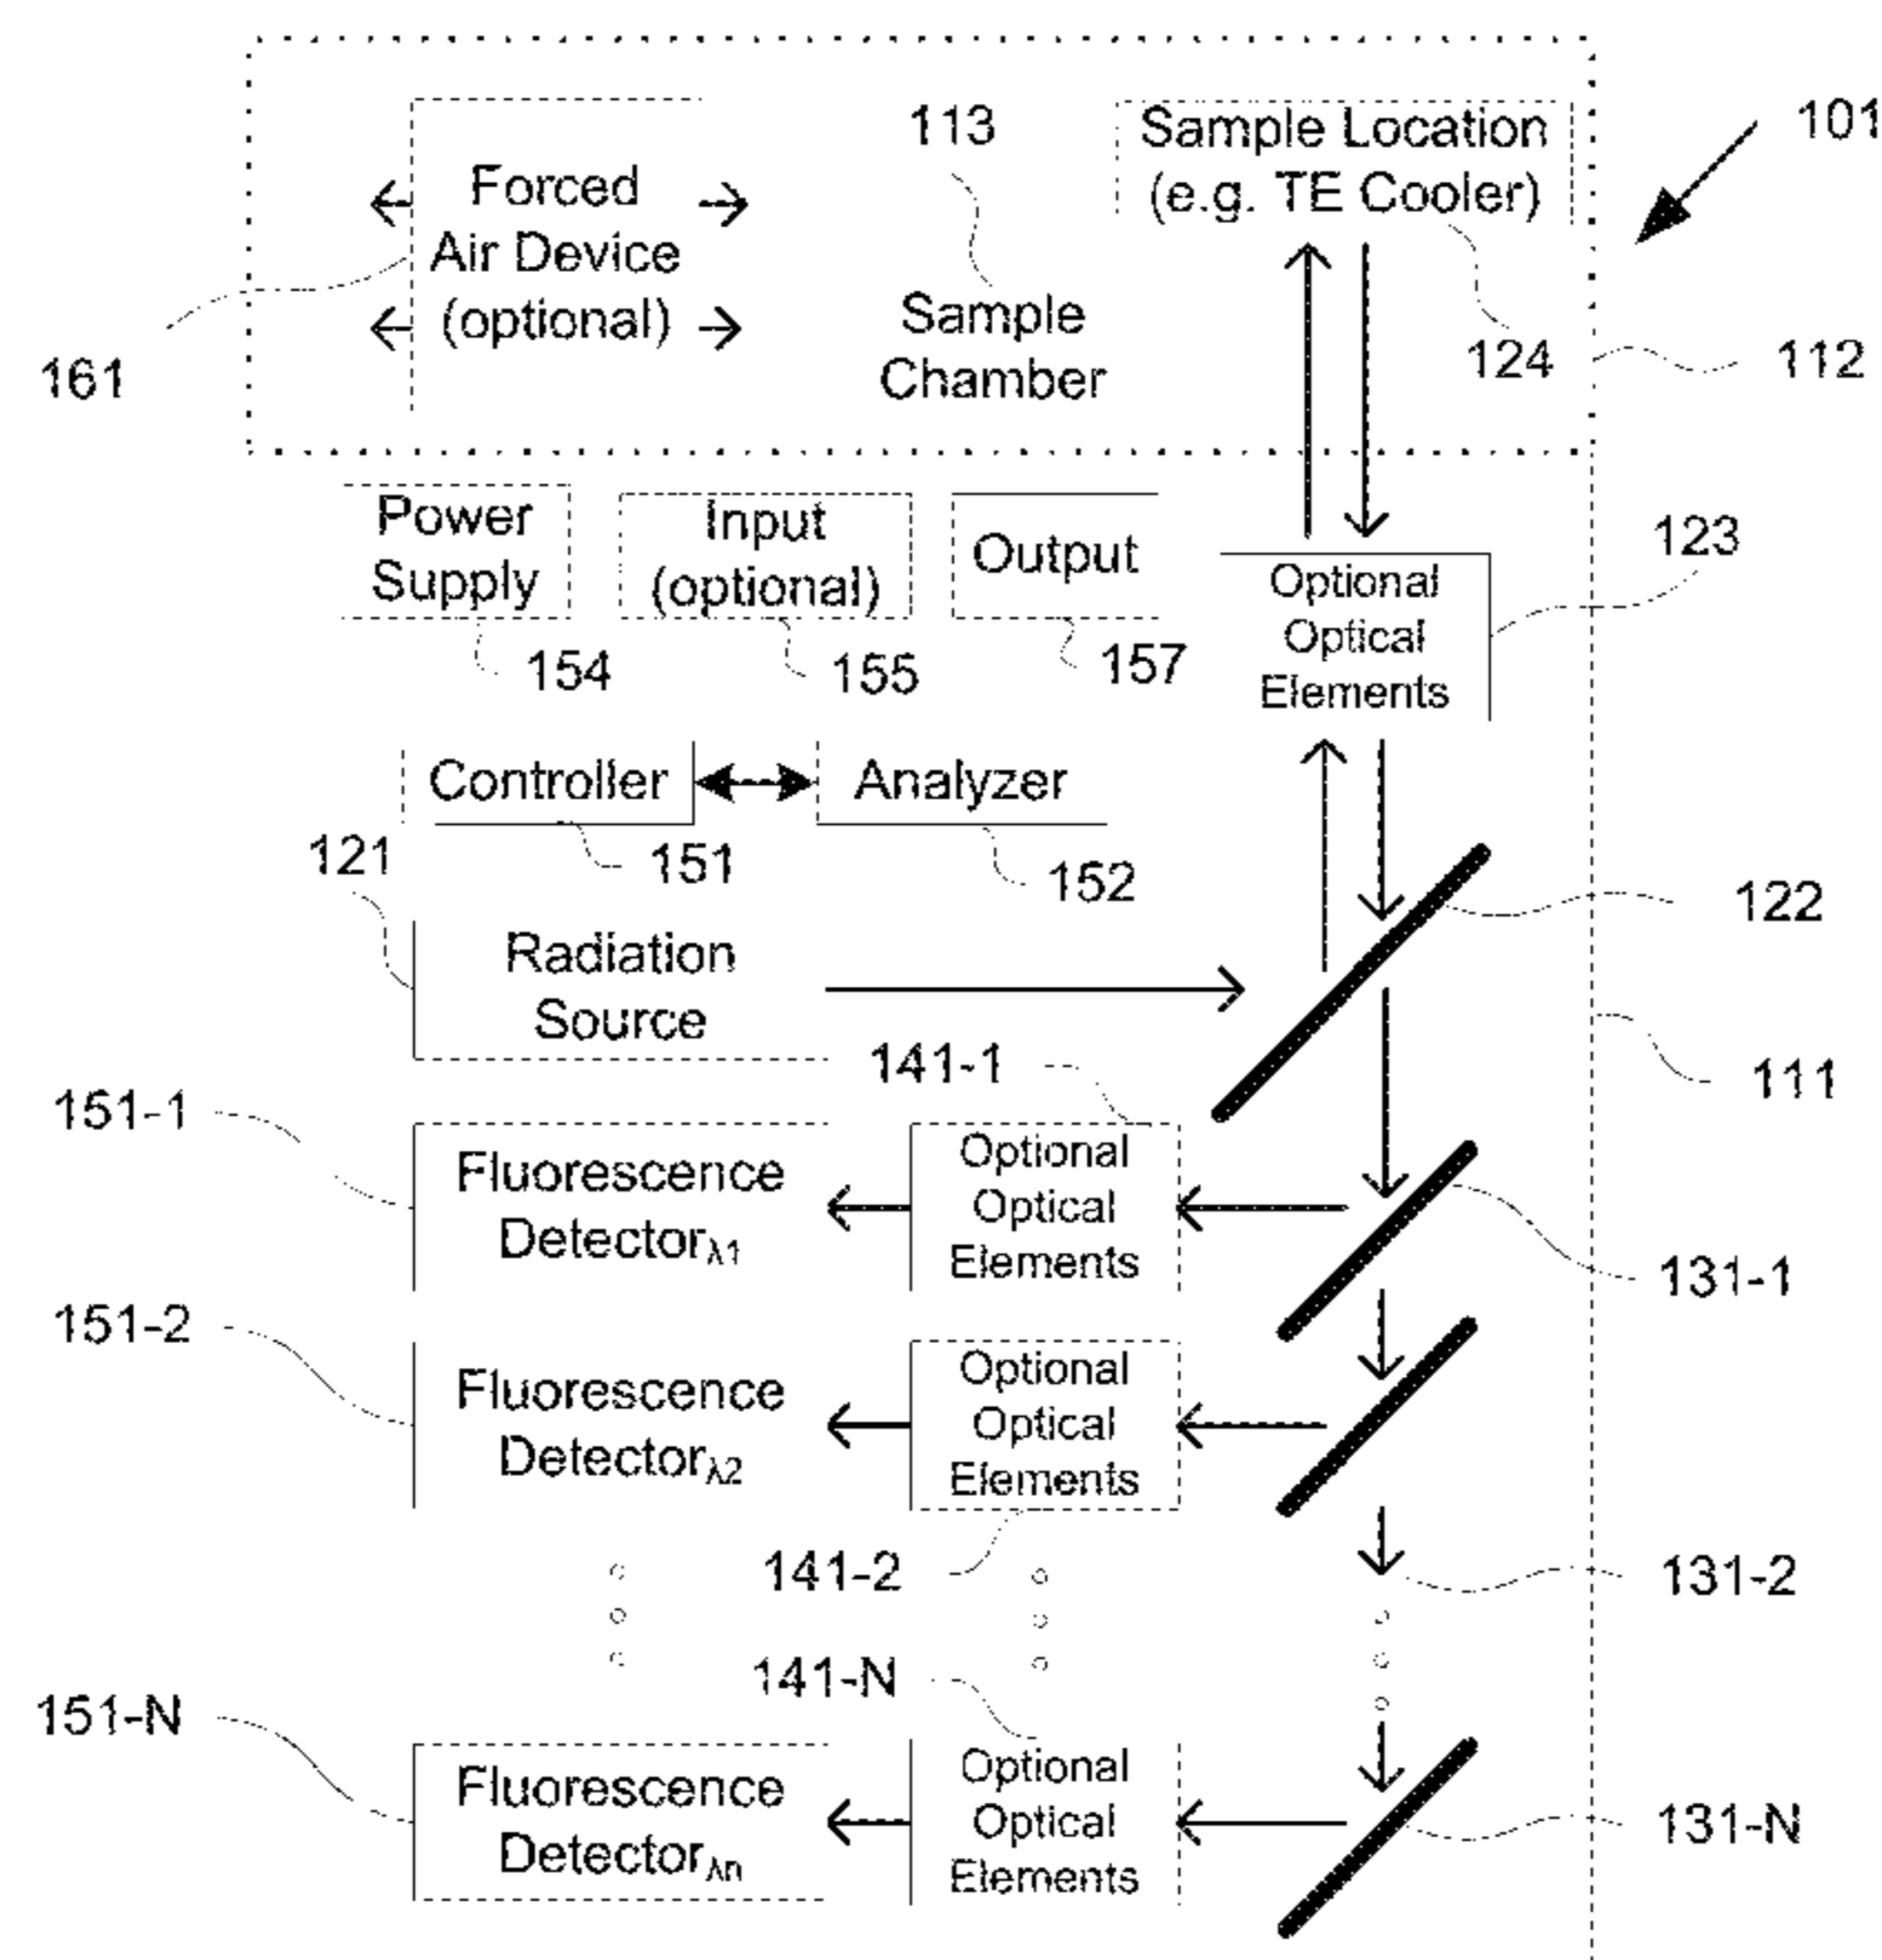 101
113
Sample Location
(e.g. TE Cooler)
Forced
Air Device
(optional)
Sample
Chamber
161
124
112
Power
Supply
Input
(optional)
Output
123
Optional
Optical
Elements
154
155
157
Controller
Analyzer
121
151
152
122
Radiation
Source
141-1
111
151-1
Fluorescence
Detectorλ1
Optional
Optical
Elements
131-1
151-2
Fluorescence
Detectorλ2
Optional
Optical
Elements
141-2
131-2
141-N
151-N
Fluorescence
Detectorλn
Optional
Optical
Elements
131-N